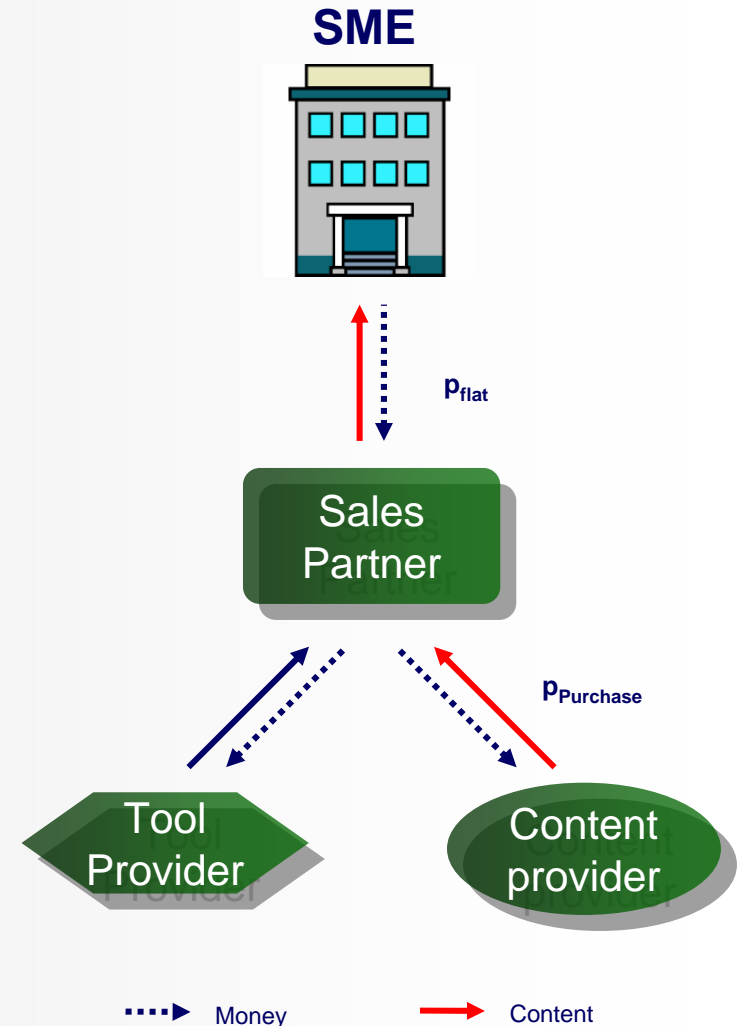 SME
p_flat
Sales
Partner
p_Purchase
Tool
Provider
Content
provider
Money
Content